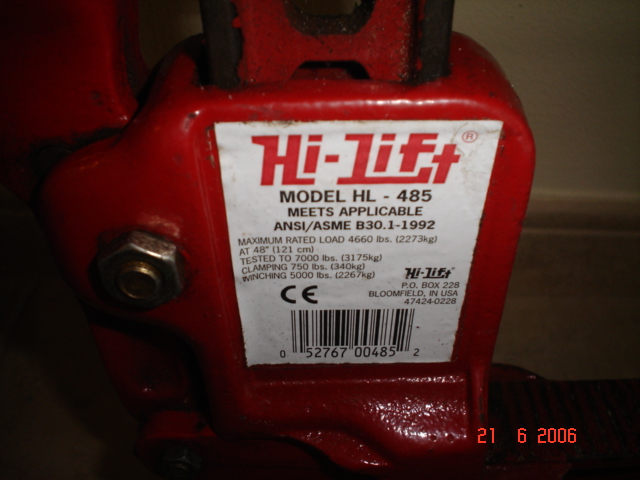 Hi-Lift®
MODEL HL - 485
MEETS APPLICABLE
ANSI/ASME B30.1-1992
MAXIMUM RATED LOAD 4660 lbs. (2273kg)
AT 48" (121 cm)
TESTED TO 7000 lbs. (3175kg)
CLAMPING 750 lbs. (340kg)
WINCHING 5000 lbs. (2267kg)
Hi-Lift
P.O. BOX 228
BLOOMFIELD, IN USA
47424-0228
CE
0 52767 00485 2
21 6 2006